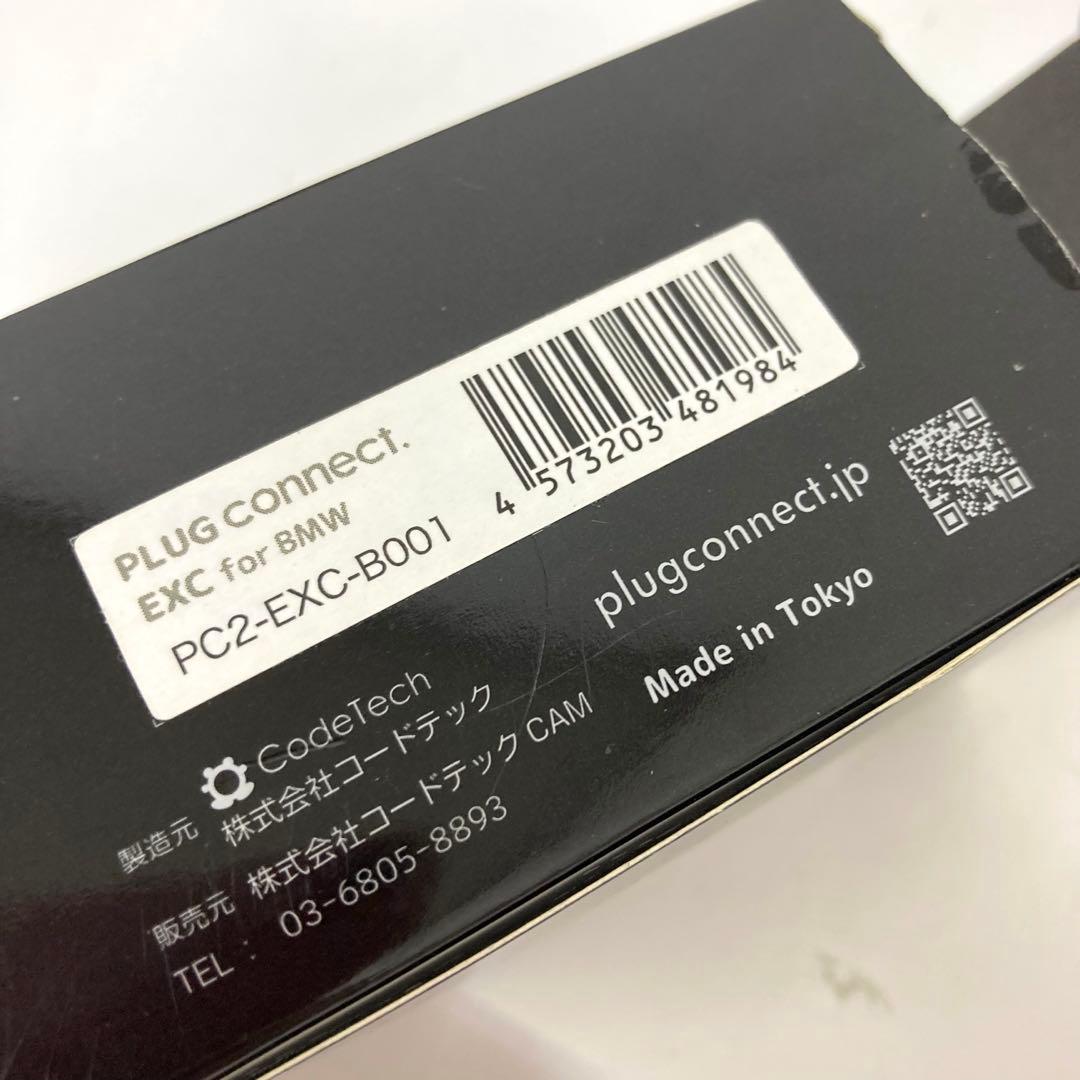 PLUG connect.
EXC for BMW
PC2-EXC-B001
4 573203 481984
plugconnect.jp
Made in Tokyo
CodeTech
製造元 株式会社コードテック
販売元 株式会社コードテック CAM
TEL : 03-6805-8893